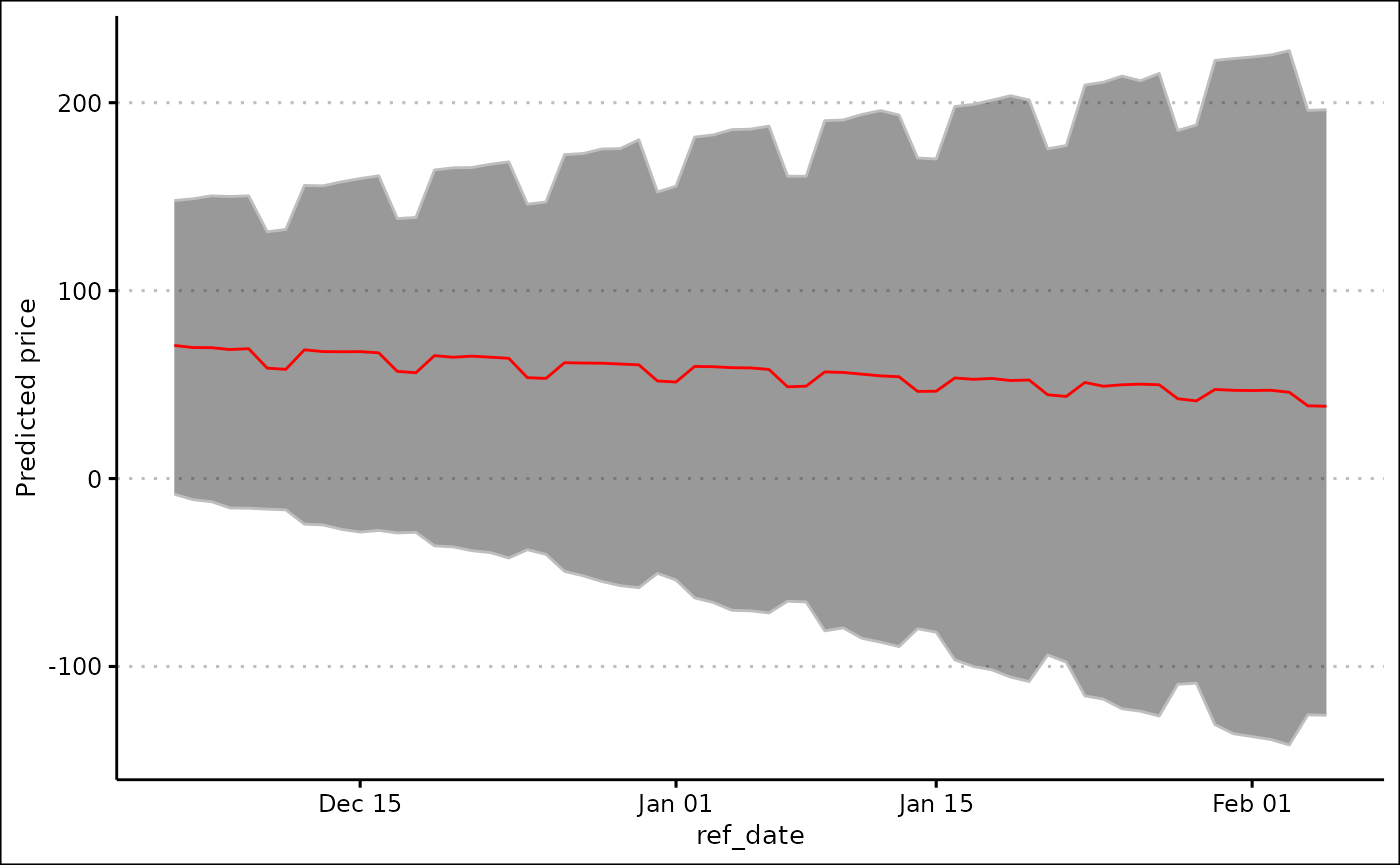 200
100
0
-100
Predicted price
Dec 15
Jan 01
Jan 15
Feb 01
ref_date